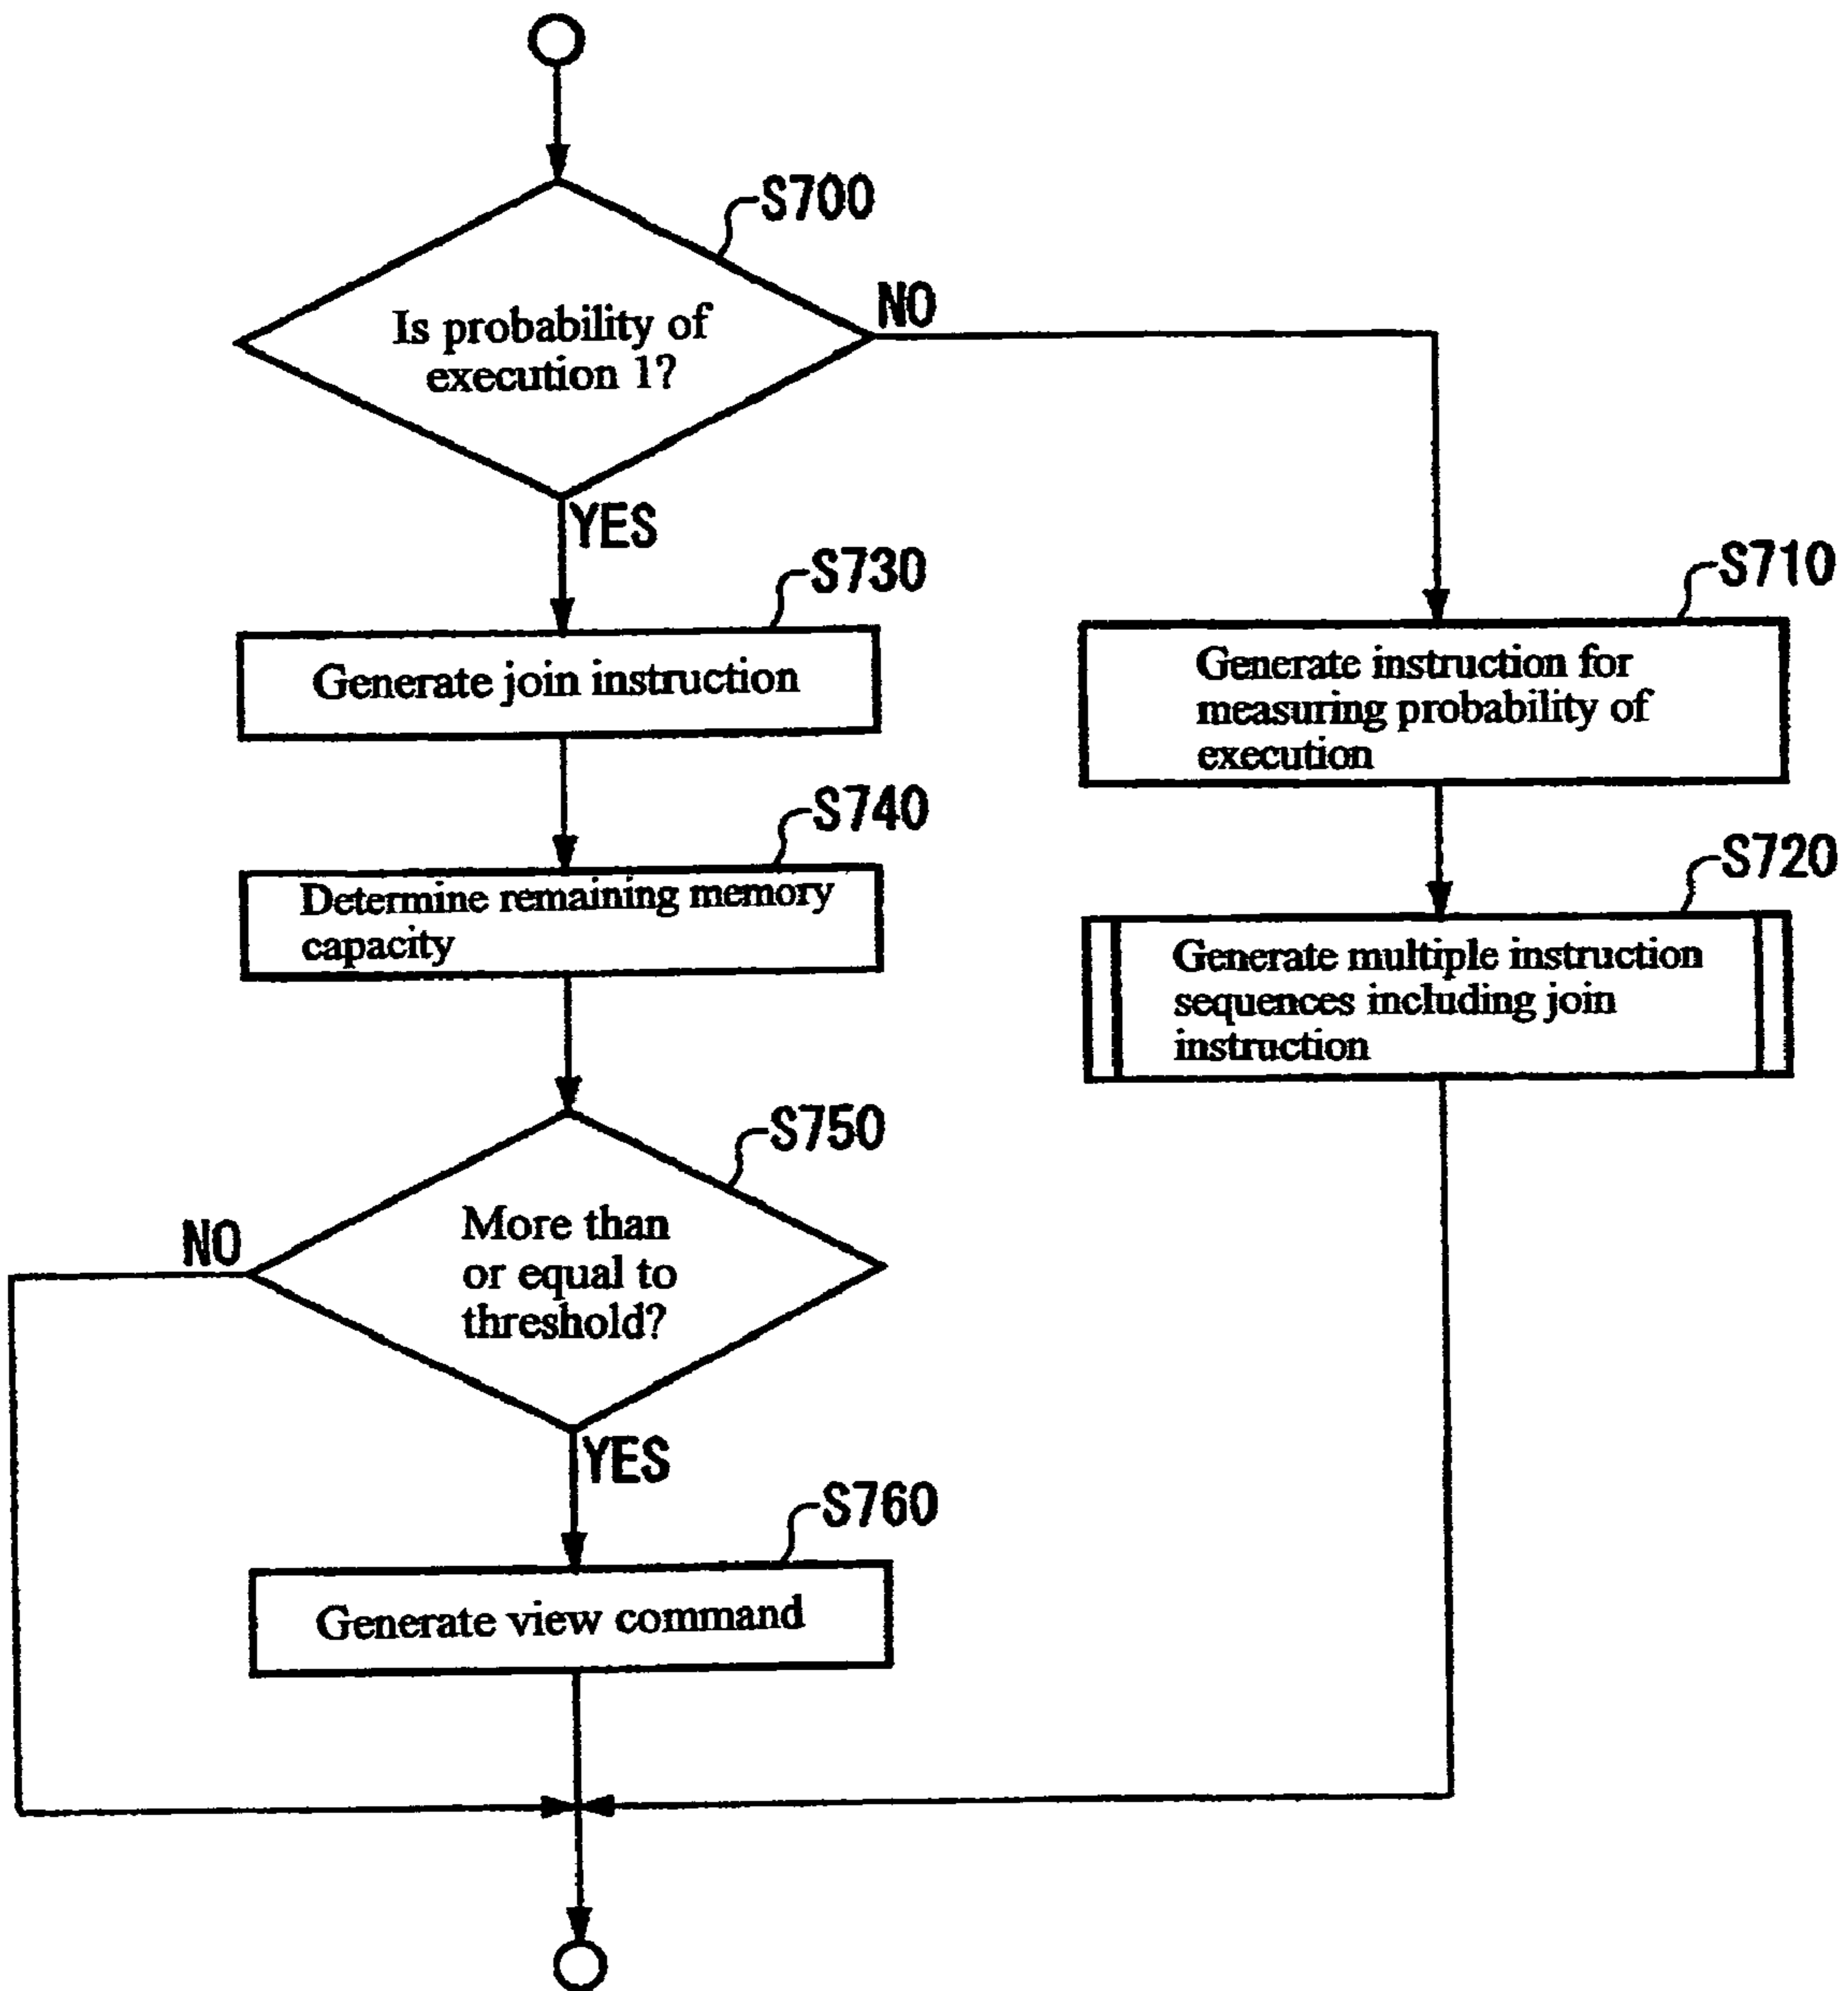 S700
Is probability of
execution 1?
NO
YES
S730
Generate join instruction
S710
Generate instruction for
measuring probability of
execution
S740
Determine remaining memory
capacity
S720
Generate multiple instruction
sequences including join
instruction
S750
More than
or equal to
threshold?
NO
YES
S760
Generate view command